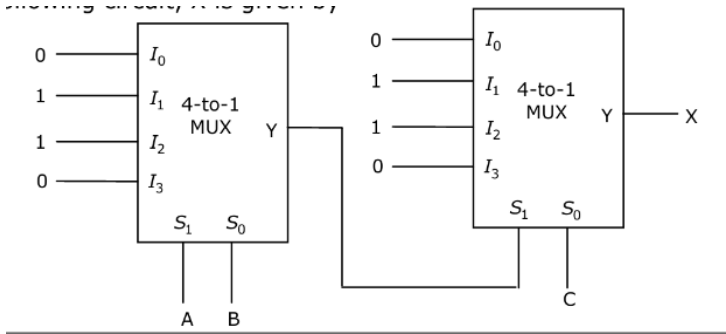 0 I₀
1 I₁ 4-to-1
MUX Y
1 I₂
0 I₃
S₁ S₀
A B
0 I₀
1 I₁ 4-to-1
MUX Y X
1 I₂
0 I₃
S₁ S₀
C